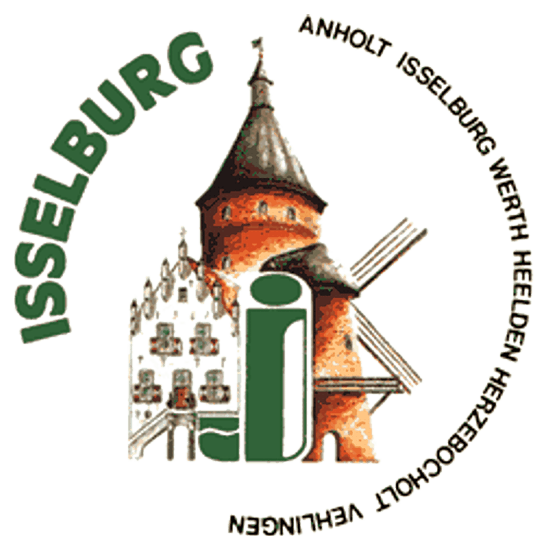 ISSELBURG
ANHOLT ISSELBURG WERTH HEELDEN HERZEBOCHOLT VEHLINGEN
i